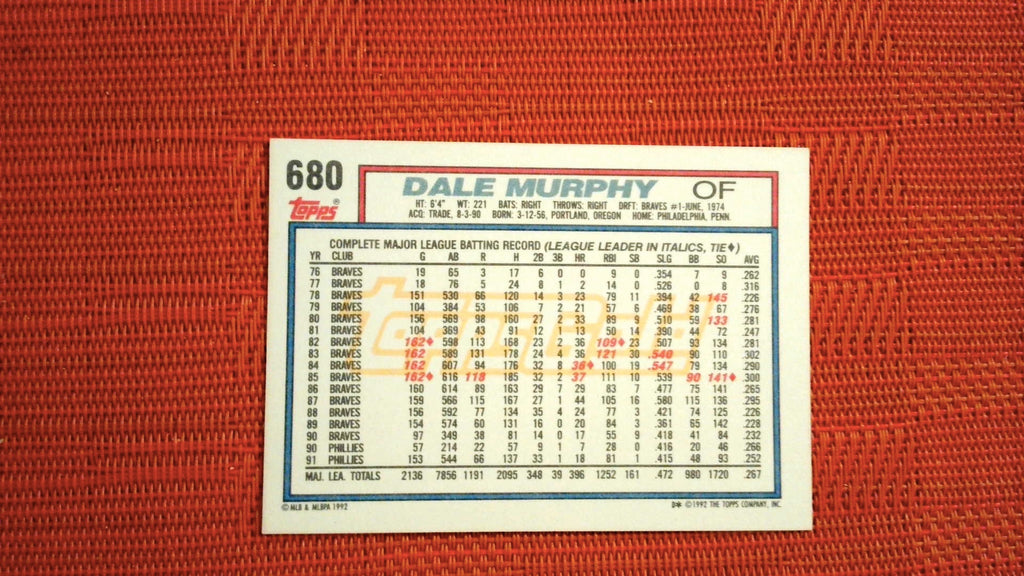 680
Topps®
DALE MURPHY OF
HT: 6'4" WT: 221 BATS: RIGHT THROWS: RIGHT DRFT: BRAVES #1-JUNE, 1974
ACQ: TRADE, 8-3-90 BORN: 3-12-56, PORTLAND, OREGON HOME: PHILADELPHIA, PENN.
COMPLETE MAJOR LEAGUE BATTING RECORD (LEAGUE LEADER IN ITALICS, TIE♦)
YR CLUB G AB R H 2B 3B HR RBI SB SLG BB SO AVG
76 BRAVES 19 65 3 17 6 0 0 9 0 .354 7 9 .262
77 BRAVES 18 76 5 24 8 1 2 14 0 .526 0 8 .316
78 BRAVES 151 530 66 120 14 3 23 79 11 .394 42 145 .226
79 BRAVES 104 384 53 106 7 2 21 57 6 .469 38 67 .276
80 BRAVES 156 569 98 160 27 2 33 89 9 .510 59 133 .281
81 BRAVES 104 369 43 91 12 1 13 50 14 .390 44 72 .247
82 BRAVES 162♦ 598 113 168 23 2 36 109♦ 23 .507 93 134 .281
83 BRAVES 162 589 131 178 24 4 36 121 30 .540 90 110 .302
84 BRAVES 162 607 94 176 32 8 36♦ 100 19 .547 79 134 .290
85 BRAVES 162♦ 616 118 185 32 2 37 111 10 .539 90 141♦ .300
86 BRAVES 160 614 89 163 29 7 29 83 7 .477 75 141 .265
87 BRAVES 159 566 115 167 27 1 44 105 16 .580 115 136 .295
88 BRAVES 156 592 77 134 35 4 24 77 3 .421 74 125 .226
89 BRAVES 154 574 60 131 16 0 20 84 3 .361 65 142 .228
90 BRAVES 97 349 38 81 14 0 17 55 9 .418 41 84 .232
90 PHILLIES 57 214 22 57 9 1 7 28 0 .416 20 46 .266
91 PHILLIES 153 544 66 137 33 1 18 81 1 .415 48 93 .252
MAJ. LEA. TOTALS 2136 7856 1191 2095 348 39 396 1252 161 .472 980 1720 .267
ToppsGold
© MLB & MLBPA 1992 D* © 1992 THE TOPPS COMPANY, INC.